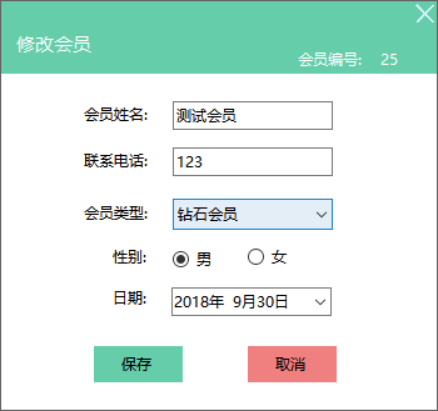 修改会员
会员编号: 25
会员姓名: 测试会员
联系电话: 123
会员类型: 钻石会员
性别: 男 女
日期: 2018年 9月30日
保存 取消